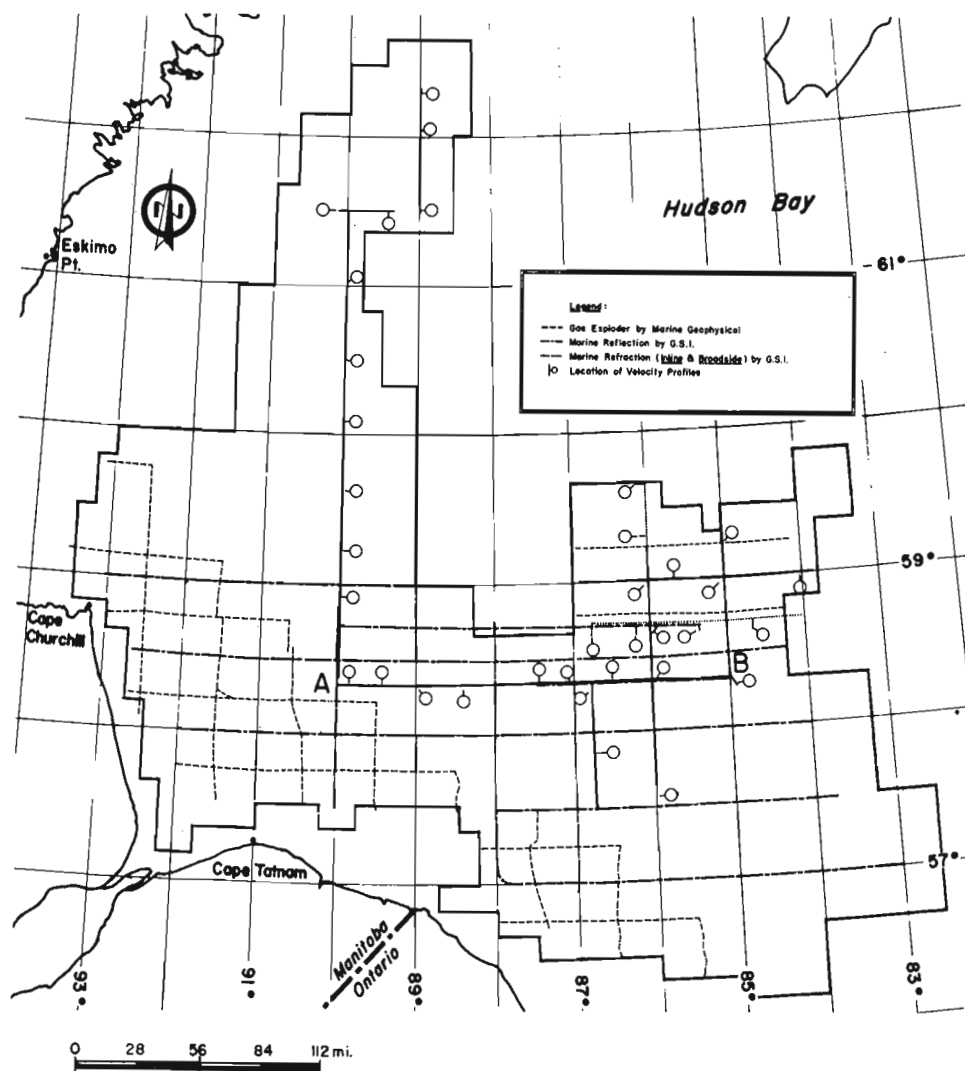 Hudson Bay
N
Eskimo
Pt.
61°
Legend:
Gas Exploder by Marine Geophysical
Marine Reflection by G.S.I.
Marine Refraction (Inline & Broadside) by G.S.I.
Location of Velocity Profiles
59°
Cape
Churchill
A
B
57°
Cape Tatnam
Manitoba
Ontario
93°
91°
89°
87°
85°
83°
0 28 56 84 112 mi.